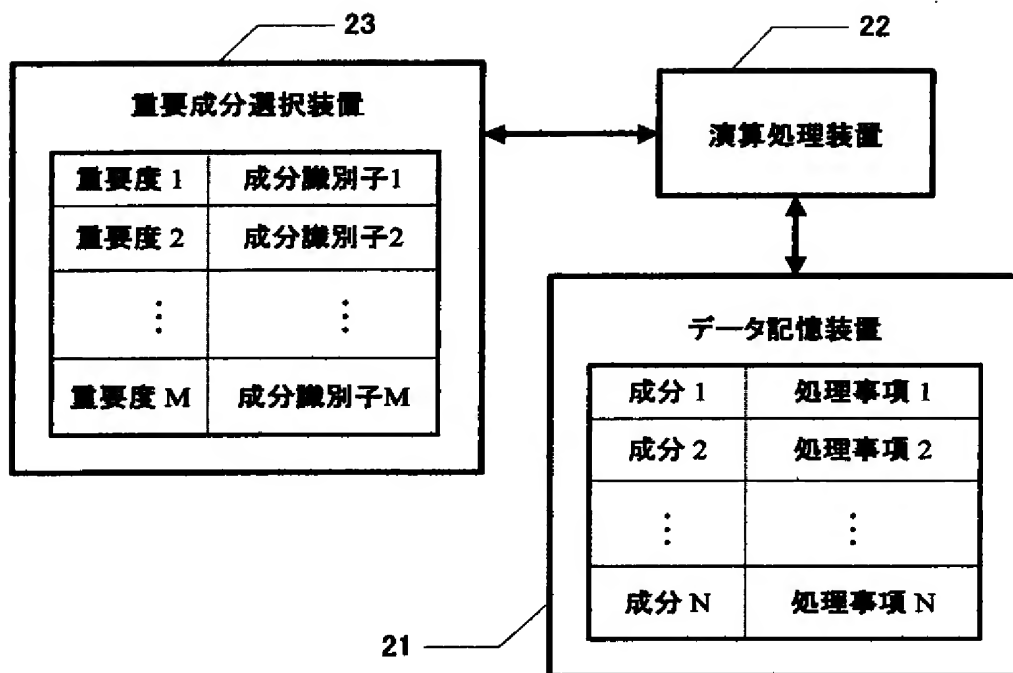 23
重要成分選択装置
重要度 1 成分識別子1
重要度 2 成分識別子2
⋮ ⋮
重要度 M 成分識別子M
22
演算処理装置
データ記憶装置
成分 1 処理事項 1
成分 2 処理事項 2
⋮ ⋮
成分 N 処理事項 N
21